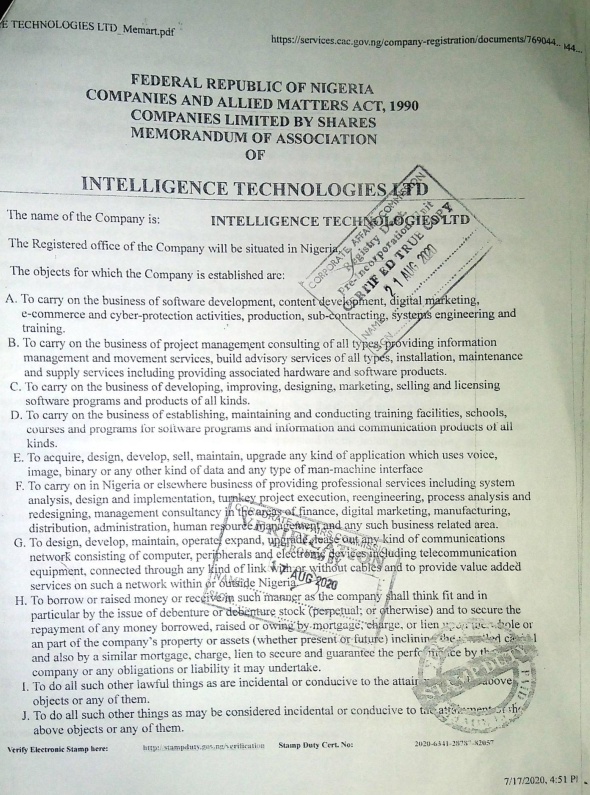 E TECHNOLOGIES LTD_Memart.pdf
https://services.cac.gov.ng/company-registration/documents/769044...
FEDERAL REPUBLIC OF NIGERIA
COMPANIES AND ALLIED MATTERS ACT, 1990
COMPANIES LIMITED BY SHARES
MEMORANDUM OF ASSOCIATION
OF
INTELLIGENCE TECHNOLOGIES LTD
The name of the Company is: INTELLIGENCE TECHNOLOGIES LTD
The Registered office of the Company will be situated in Nigeria.
The objects for which the Company is established are:
CORPORATE AFFAIRS COMMISSION
Registry Dept.
Pre-incorporation Unit
CERTIFIED TRUE COPY
21 AUG 2020
NAME
A. To carry on the business of software development, content development, digital marketing,
e-commerce and cyber-protection activities, production, sub-contracting, systems engineering and
training.
B. To carry on the business of project management consulting of all types, providing information
management and movement services, build advisory services of all types, installation, maintenance
and supply services including providing associated hardware and software products.
C. To carry on the business of developing, improving, designing, marketing, selling and licensing
software programs and products of all kinds.
D. To carry on the business of establishing, maintaining and conducting training facilities, schools,
courses and programs for software programs and information and communication products of all
kinds.
E. To acquire, design, develop, sell, maintain, upgrade any kind of application which uses voice,
image, binary or any other kind of data and any type of man-machine interface
F. To carry on in Nigeria or elsewhere business of providing professional services including system
analysis, design and implementation, turnkey project execution, reengineering, process analysis and
redesigning, management consultancy in the areas of finance, digital marketing, manufacturing,
distribution, administration, human resource management and any such business related area.
G. To design, develop, maintain, operate expand, upgrade, lease out any kind of communications
network consisting of computer, peripherals and electronic devices including telecommunication
equipment, connected through any kind of link with or without cables and to provide value added
services on such a network within or outside Nigeria
CORPORATE AFFAIRS COMMISSION
VERIFICATION
AUG 2020
H. To borrow or raised money or receive in such manner as the company shall think fit and in
particular by the issue of debenture or debenture stock (perpetual; or otherwise) and to secure the
repayment of any money borrowed, raised or owing by mortgage, charge, or lien upon the whole or
an part of the company's property or assets (whether present or future) inclining the
and also by a similar mortgage, charge, lien to secure and guarantee the performance by the
company or any obligations or liability it may undertake.
I. To do all such other lawful things as are incidental or conducive to the above
objects or any of them.
J. To do all such other things as may be considered incidental or conducive to the attainment of the
above objects or any of them.
Verify Electronic Stamp here: http://stampduty.gov.ng/verification Stamp Duty Cert. No: 2020-6341-28787-82057
7/17/2020, 4:51 P